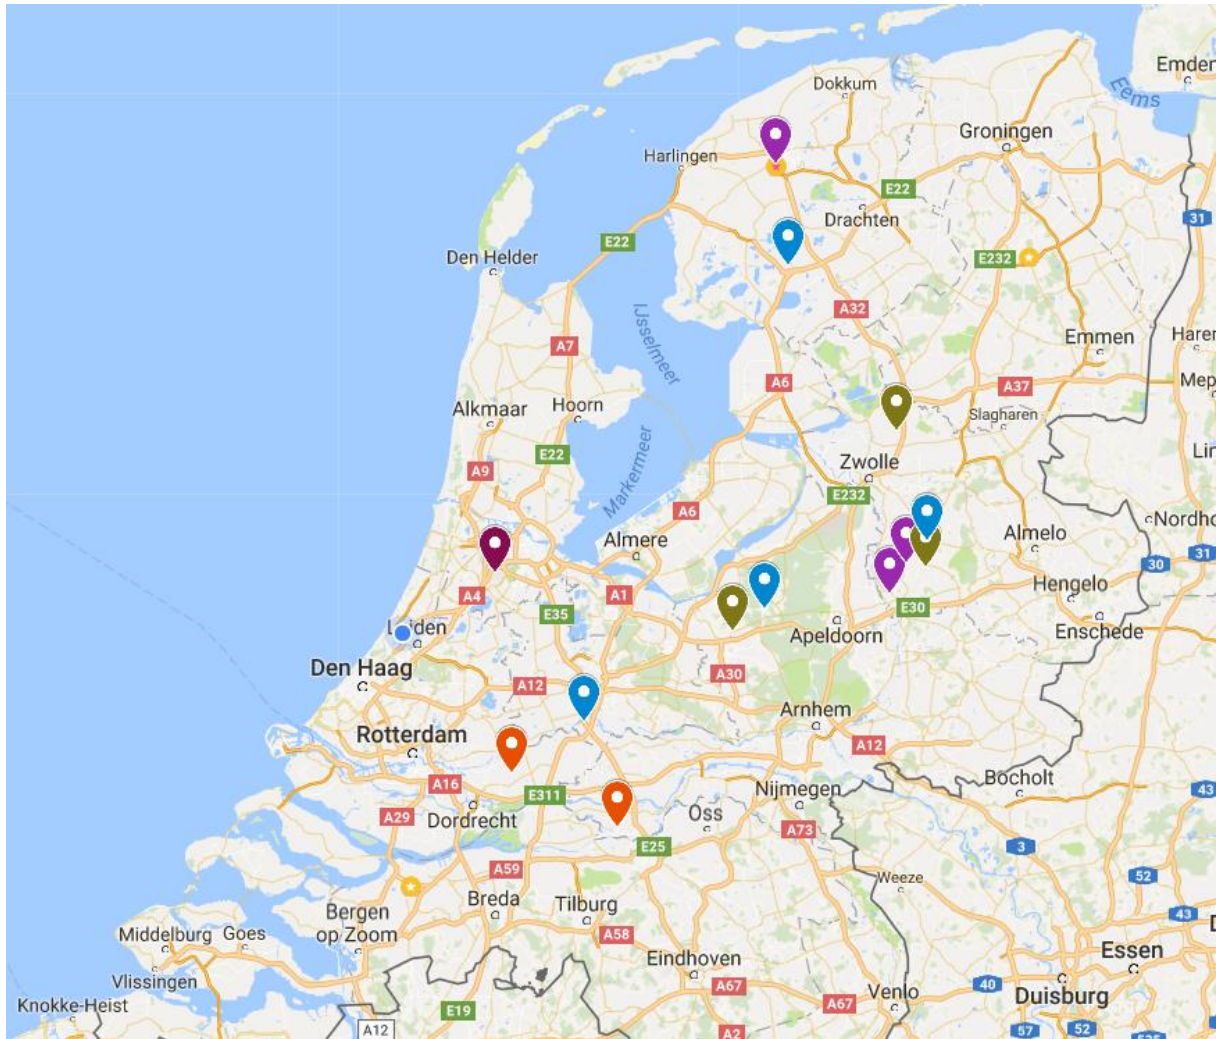 Emden
Eems
Dokkum
Groningen
Harlingen
E22
Drachten
31
E22
Den Helder
E232
IJsselmeer
A32
A7
Emmen
Haren
A6
A37
Mep
Alkmaar
Hoorn
Slagharen
Markermeer
E22
Zwolle
Lin
A9
E232
A6
Nordho
Almere
Almelo
31
30
A4
A1
Hengelo
E35
E30
Leiden
Apeldoorn
Enschede
Den Haag
A12
A30
Arnhem
Rotterdam
A12
Bocholt
A16
E311
Nijmegen
43
A29
Dordrecht
Oss
A73
E25
3
A59
52
Weeze
Breda
Tilburg
Bergen
op Zoom
43
Middelburg
Goes
A58
D
Essen
Eindhoven
Vlissingen
A67
40
Venlo
Duisburg
Knokke-Heist
E19
A67
A12
A2
57
52
E35